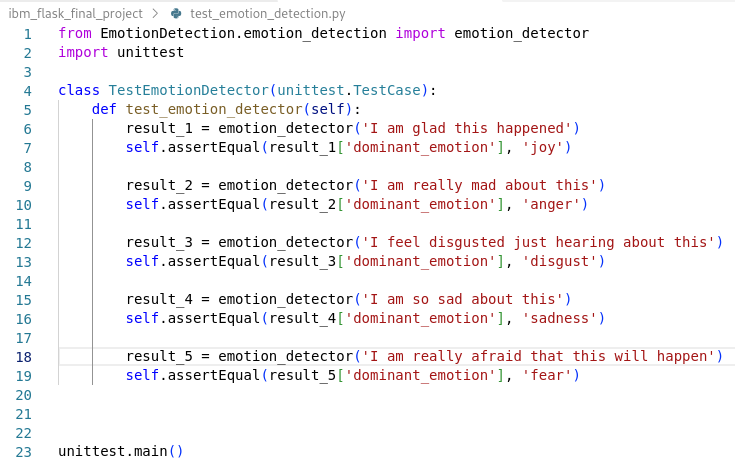 ibm_flask_final_project > test_emotion_detection.py
1 from EmotionDetection.emotion_detection import emotion_detector
2 import unittest
3
4 class TestEmotionDetector(unittest.TestCase):
5     def test_emotion_detector(self):
6         result_1 = emotion_detector('I am glad this happened')
7         self.assertEqual(result_1['dominant_emotion'], 'joy')
8
9         result_2 = emotion_detector('I am really mad about this')
10         self.assertEqual(result_2['dominant_emotion'], 'anger')
11
12         result_3 = emotion_detector('I feel disgusted just hearing about this')
13         self.assertEqual(result_3['dominant_emotion'], 'disgust')
14
15         result_4 = emotion_detector('I am so sad about this')
16         self.assertEqual(result_4['dominant_emotion'], 'sadness')
17
18         result_5 = emotion_detector('I am really afraid that this will happen')
19         self.assertEqual(result_5['dominant_emotion'], 'fear')
20
21
22
23 unittest.main()